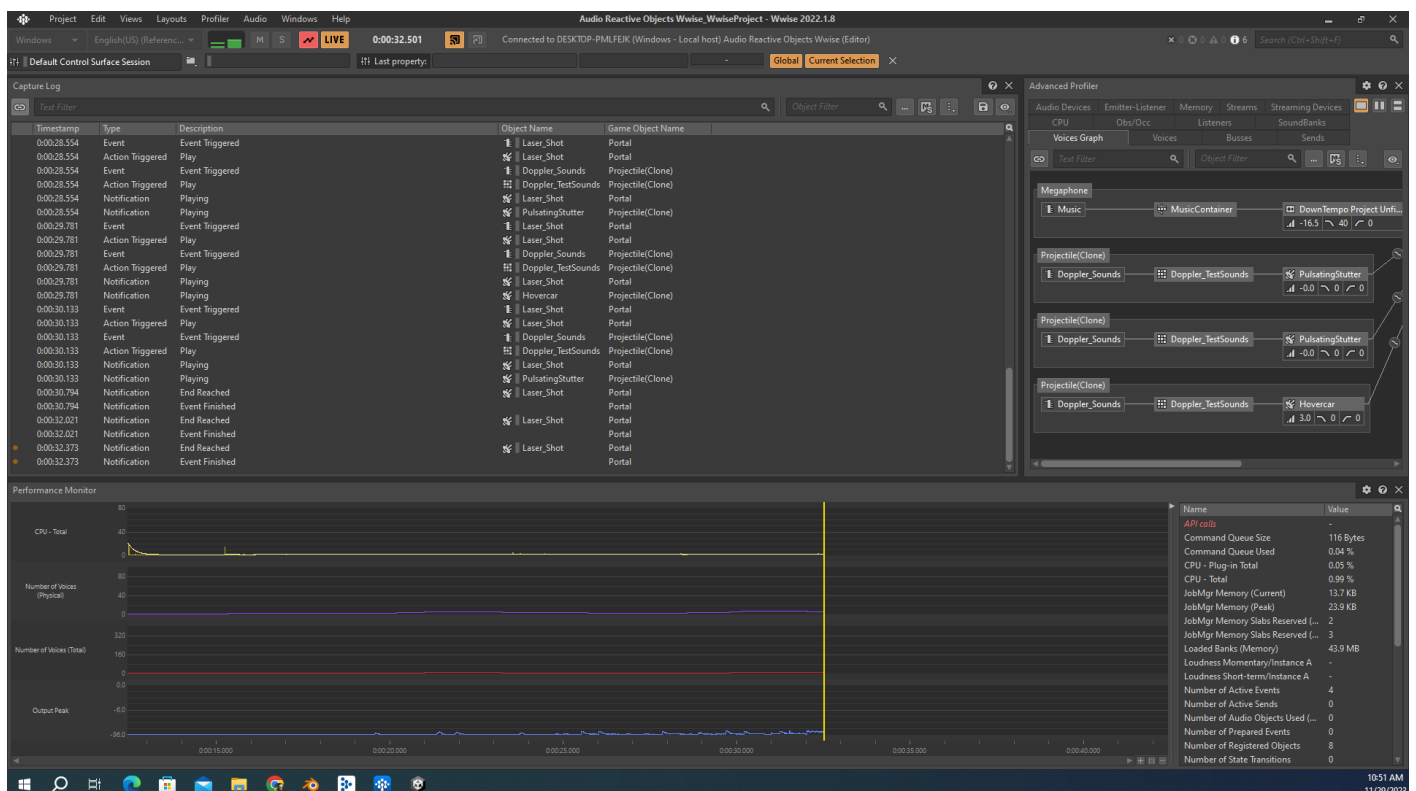 Project Edit Views Layouts Profiler Audio Windows Help Audio Reactive Objects Wwise_WwiseProject - Wwise 2022.1.8
Windows English(US) (Referenc... M S LIVE 0:00:32.501 Connected to DESKTOP-PMLFEJK (Windows - Local host) Audio Reactive Objects Wwise (Editor) 0 0 0 6 Search (Ctrl+Shift+F)
Default Control Surface Session Last property: - Global Current Selection
Capture Log
Text Filter Object Filter ...
Timestamp Type Description Object Name Game Object Name
0:00:28.554 Event Event Triggered Laser_Shot Portal
0:00:28.554 Action Triggered Play Laser_Shot Portal
0:00:28.554 Event Event Triggered Doppler_Sounds Projectile(Clone)
0:00:28.554 Action Triggered Play Doppler_TestSounds Projectile(Clone)
0:00:28.554 Notification Playing Laser_Shot Portal
0:00:28.554 Notification Playing PulsatingStutter Projectile(Clone)
0:00:29.781 Event Event Triggered Laser_Shot Portal
0:00:29.781 Action Triggered Play Laser_Shot Portal
0:00:29.781 Event Event Triggered Doppler_Sounds Projectile(Clone)
0:00:29.781 Action Triggered Play Doppler_TestSounds Projectile(Clone)
0:00:29.781 Notification Playing Laser_Shot Portal
0:00:29.781 Notification Playing Hovercar Projectile(Clone)
0:00:30.133 Event Event Triggered Laser_Shot Portal
0:00:30.133 Action Triggered Play Laser_Shot Portal
0:00:30.133 Event Event Triggered Doppler_Sounds Projectile(Clone)
0:00:30.133 Action Triggered Play Doppler_TestSounds Projectile(Clone)
0:00:30.133 Notification Playing Laser_Shot Portal
0:00:30.133 Notification Playing PulsatingStutter Projectile(Clone)
0:00:30.794 Notification End Reached Laser_Shot Portal
0:00:30.794 Notification Event Finished Portal
0:00:32.021 Notification End Reached Laser_Shot Portal
0:00:32.021 Notification Event Finished Portal
0:00:32.373 Notification End Reached Laser_Shot Portal
0:00:32.373 Notification Event Finished Portal
Advanced Profiler
Audio Devices Emitter-Listener Memory Streams Streaming Devices
CPU Obs/Occ Listeners SoundBanks
Voices Graph Voices Busses Sends
Text Filter Object Filter ...
Megaphone
Music MusicContainer DownTempo Project Unfi...
-16.5 40 0
Projectile(Clone)
Doppler_Sounds Doppler_TestSounds PulsatingStutter
-0.0 0 0
Projectile(Clone)
Doppler_Sounds Doppler_TestSounds PulsatingStutter
-0.0 0 0
Projectile(Clone)
Doppler_Sounds Doppler_TestSounds Hovercar
3.0 0 0
Performance Monitor
80
CPU - Total 40
0
80
Number of Voices (Physical) 40
0
320
Number of Voices (Total) 160
0
0.0
Output Peak -6.0
-96.0
0:00:15.000 0:00:20.000 0:00:25.000 0:00:30.000 0:00:35.000 0:00:40.000
Name Value
API calls -
Command Queue Size 116 Bytes
Command Queue Used 0.04 %
CPU - Plug-in Total 0.05 %
CPU - Total 0.99 %
JobMgr Memory (Current) 13.7 KB
JobMgr Memory (Peak) 23.9 KB
JobMgr Memory Slabs Reserved (... 2
JobMgr Memory Slabs Reserved (... 3
Loaded Banks (Memory) 43.9 MB
Loudness Momentary/Instance A -
Loudness Short-term/Instance A -
Number of Active Events 4
Number of Active Sends 0
Number of Audio Objects Used (... 0
Number of Prepared Events 0
Number of Registered Objects 8
Number of State Transitions 0
10:51 AM
11/29/2023